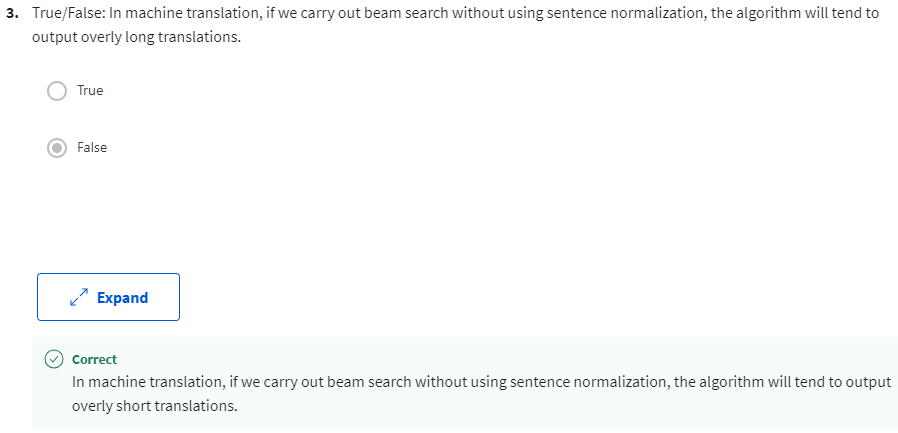 3. True/False: In machine translation, if we carry out beam search without using sentence normalization, the algorithm will tend to
output overly long translations.
True
False
Expand
Correct
In machine translation, if we carry out beam search without using sentence normalization, the algorithm will tend to output
overly short translations.